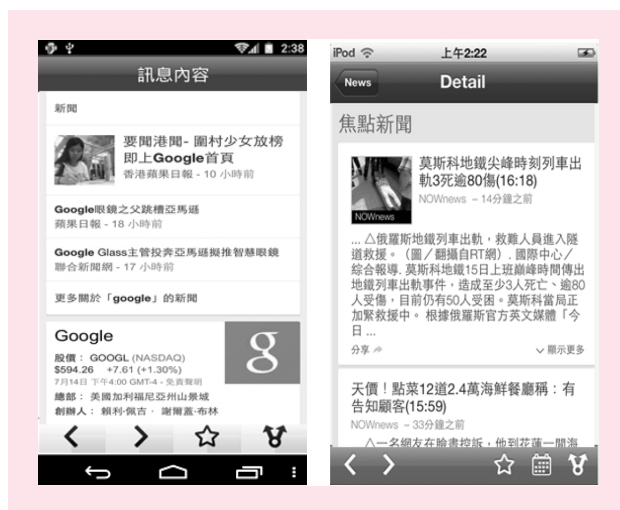 2:38
訊息內容
新聞
要聞港聞- 圍村少女放榜
即上Google首頁
香港蘋果日報 - 10 小時前
Google眼鏡之父跳槽亞馬遜
蘋果日報 - 18 小時前
Google Glass主管投奔亞馬遜擬推智慧眼鏡
聯合新聞網 - 17 小時前
更多關於「google」的新聞
Google
股價： GOOGL (NASDAQ)
$594.26 +7.61 (+1.30%)
7月14日 下午4:00 GMT-4 - 免責聲明
總部： 美國加利福尼亞州山景城
創辦人： 賴利·佩吉、 謝爾蓋·布林
g
iPod 上午2:22
News Detail
焦點新聞
莫斯科地鐵尖峰時刻列車出
軌3死逾80傷(16:18)
NOWnews – 14分鐘之前
NOWnews
... △俄羅斯地鐵列車出軌，救難人員進入隧
道救援。（圖／翻攝自RT網）. 國際中心／
綜合報導. 莫斯科地鐵15日上班巔峰時間傳出
地鐵列車出軌事件，造成至少3人死亡、逾80
人受傷，目前仍有50人受困。莫斯科當局正
加緊救援中。 根據俄羅斯官方英文媒體「今
日 ...
分享 顯示更多
天價！點菜12道2.4萬海鮮餐廳稱：有
告知顧客(15:59)
NOWnews – 33分鐘之前
△一名網友在臉書控訴，他到花蓮一間海